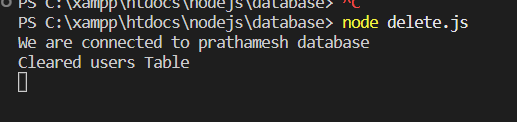 PS C:\xampp\htdocs\nodejs\database> ^C
PS C:\xampp\htdocs\nodejs\database> node delete.js
We are connected to prathamesh database
Cleared users Table